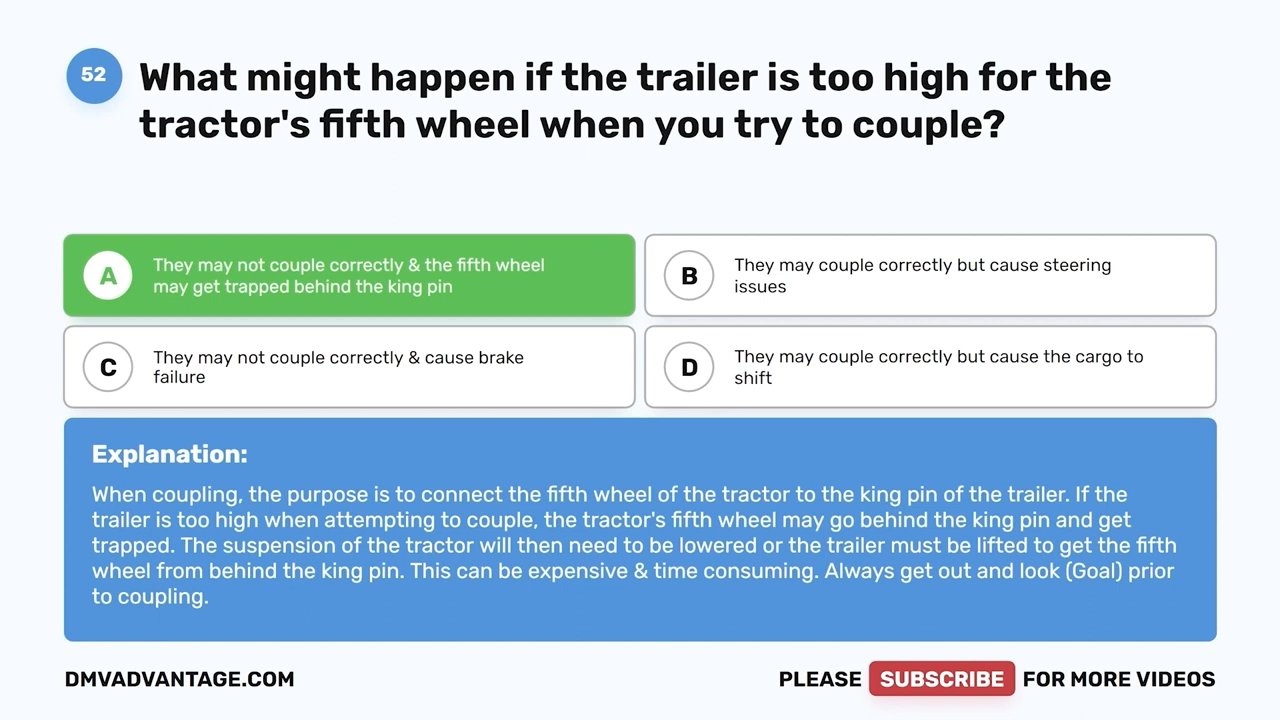 52
What might happen if the trailer is too high for the
tractor's fifth wheel when you try to couple?
A
They may not couple correctly & the fifth wheel
may get trapped behind the king pin
B
They may couple correctly but cause steering
issues
C
They may not couple correctly & cause brake
failure
D
They may couple correctly but cause the cargo to
shift
Explanation:
When coupling, the purpose is to connect the fifth wheel of the tractor to the king pin of the trailer. If the
trailer is too high when attempting to couple, the tractor's fifth wheel may go behind the king pin and get
trapped. The suspension of the tractor will then need to be lowered or the trailer must be lifted to get the fifth
wheel from behind the king pin. This can be expensive & time consuming. Always get out and look (Goal) prior
to coupling.
DMVADVANTAGE.COM
PLEASE SUBSCRIBE FOR MORE VIDEOS